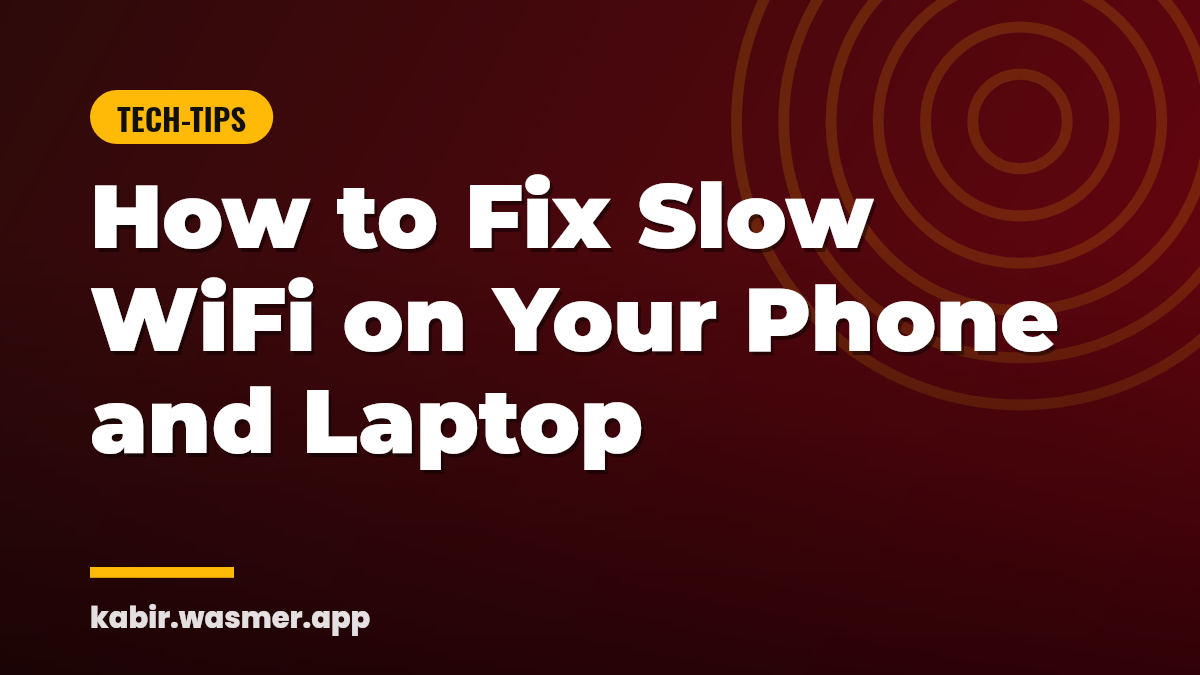 TECH-TIPS
How to Fix Slow
WiFi on Your Phone
and Laptop
kabir.wasmer.app